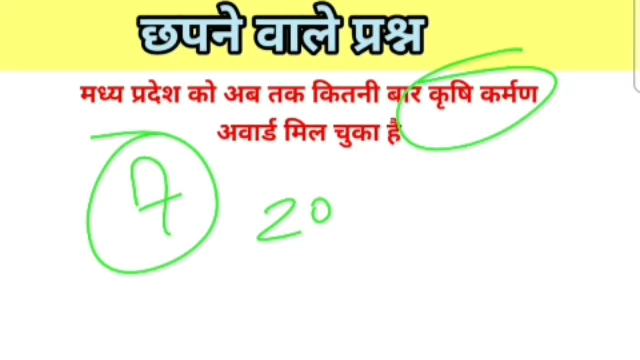 छपने वाले प्रश्न
मध्य प्रदेश को अब तक कितनी बार कृषि कर्मण
अवार्ड मिल चुका है
7 20